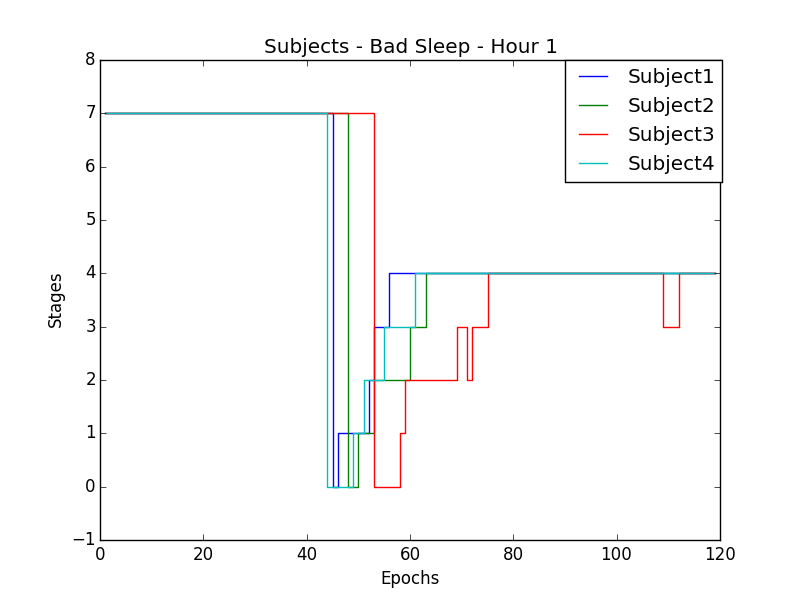 Subjects - Bad Sleep - Hour 1
8
7
6
5
4
3
2
1
0
−1
Stages
Subject1
Subject2
Subject3
Subject4
0 20 40 60 80 100 120
Epochs